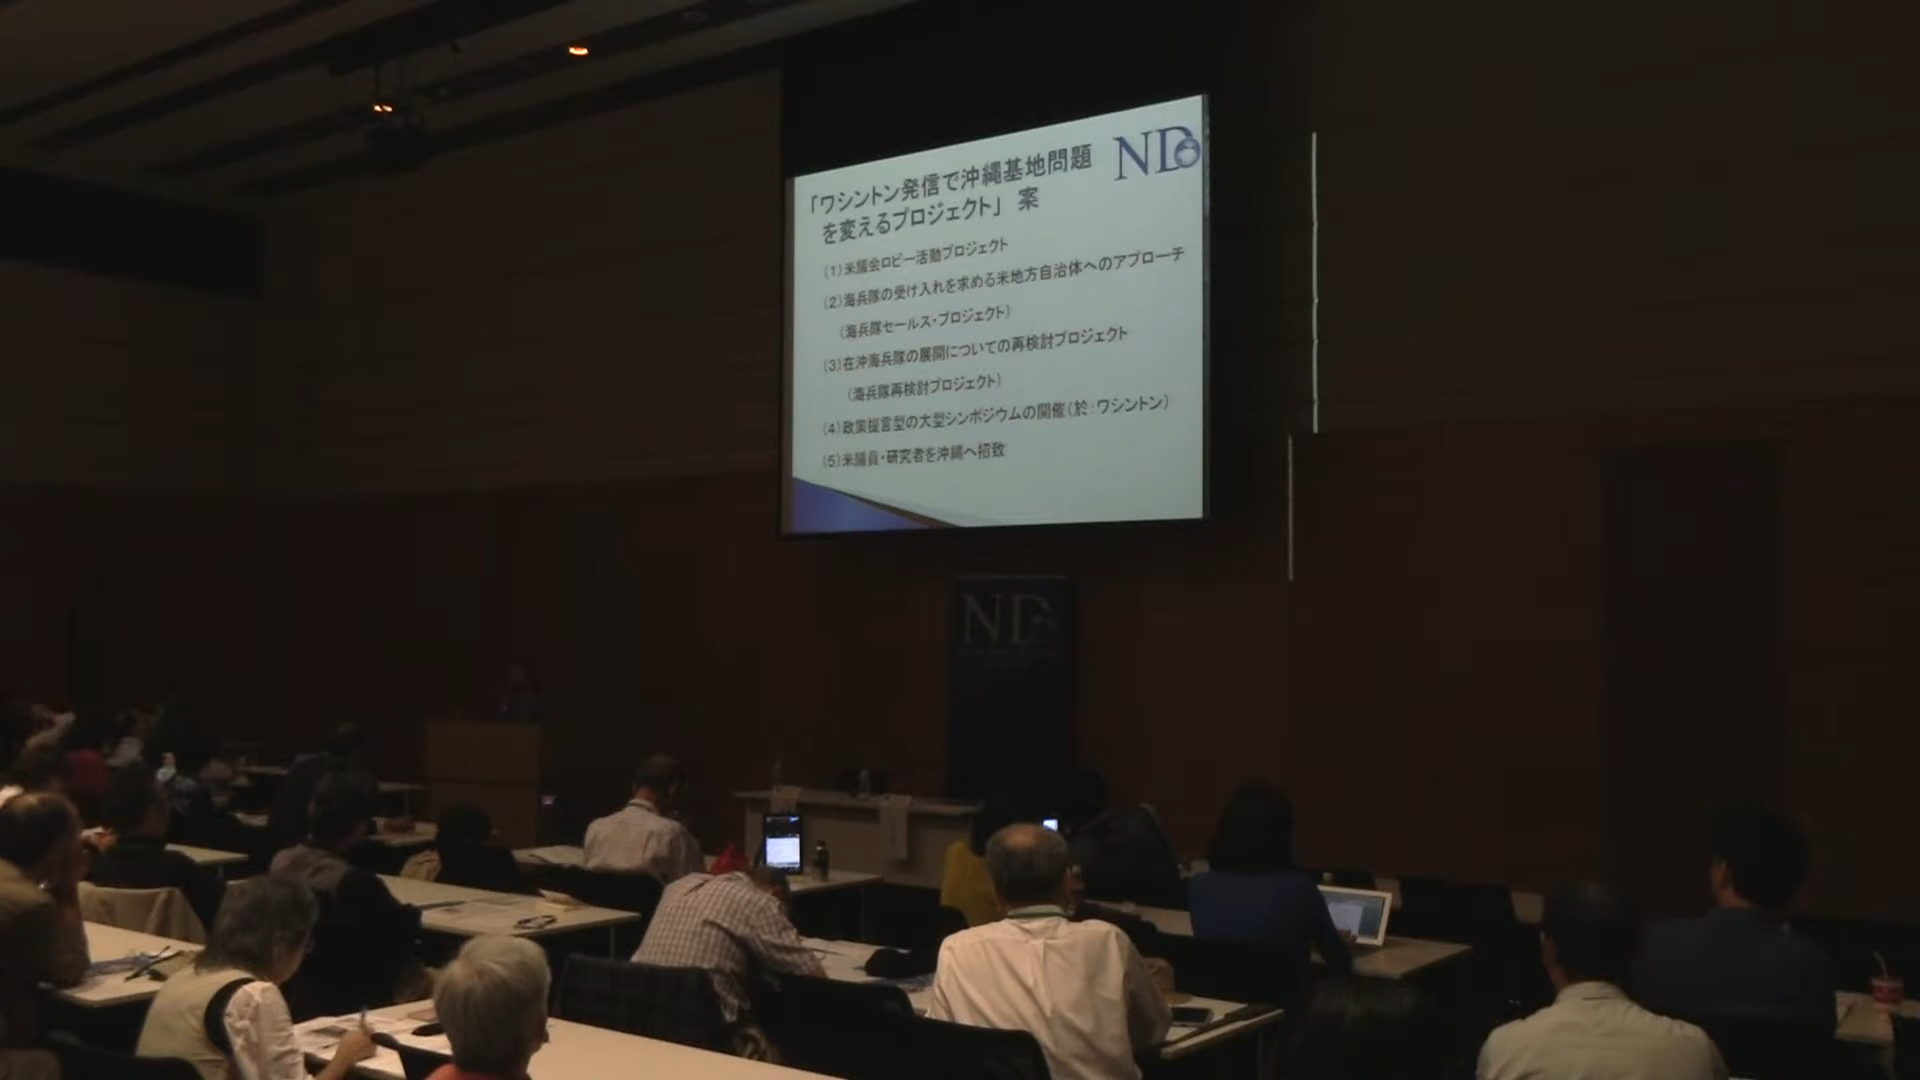 「ワシントン発信で沖縄基地問題
を変えるプロジェクト」 案
ND
(1)米議会ロビー活動プロジェクト
(2)海兵隊の受け入れを求める米地方自治体へのアプローチ
(海兵隊セールス・プロジェクト)
(3)在沖海兵隊の展開についての再検討プロジェクト
(海兵隊再検討プロジェクト)
(4)政策提言型の大型シンポジウムの開催(於:ワシントン)
(5)米議員・研究者を沖縄へ招致
ND